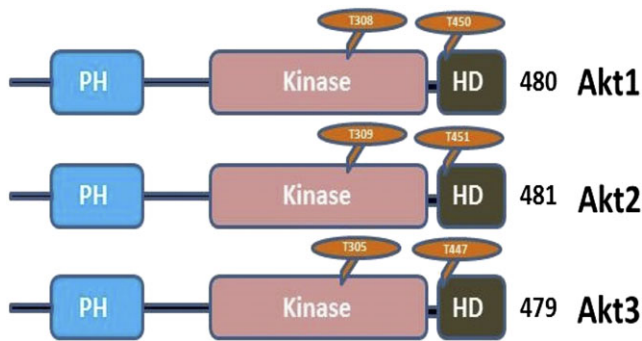 T308 T450
PH Kinase HD 480 Akt1
T309 T451
PH Kinase HD 481 Akt2
T305 T447
PH Kinase HD 479 Akt3